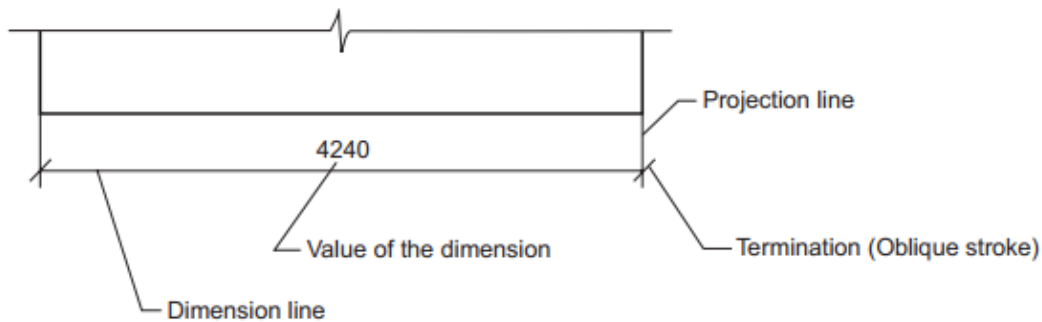 Projection line
4240
Value of the dimension
Termination (Oblique stroke)
Dimension line